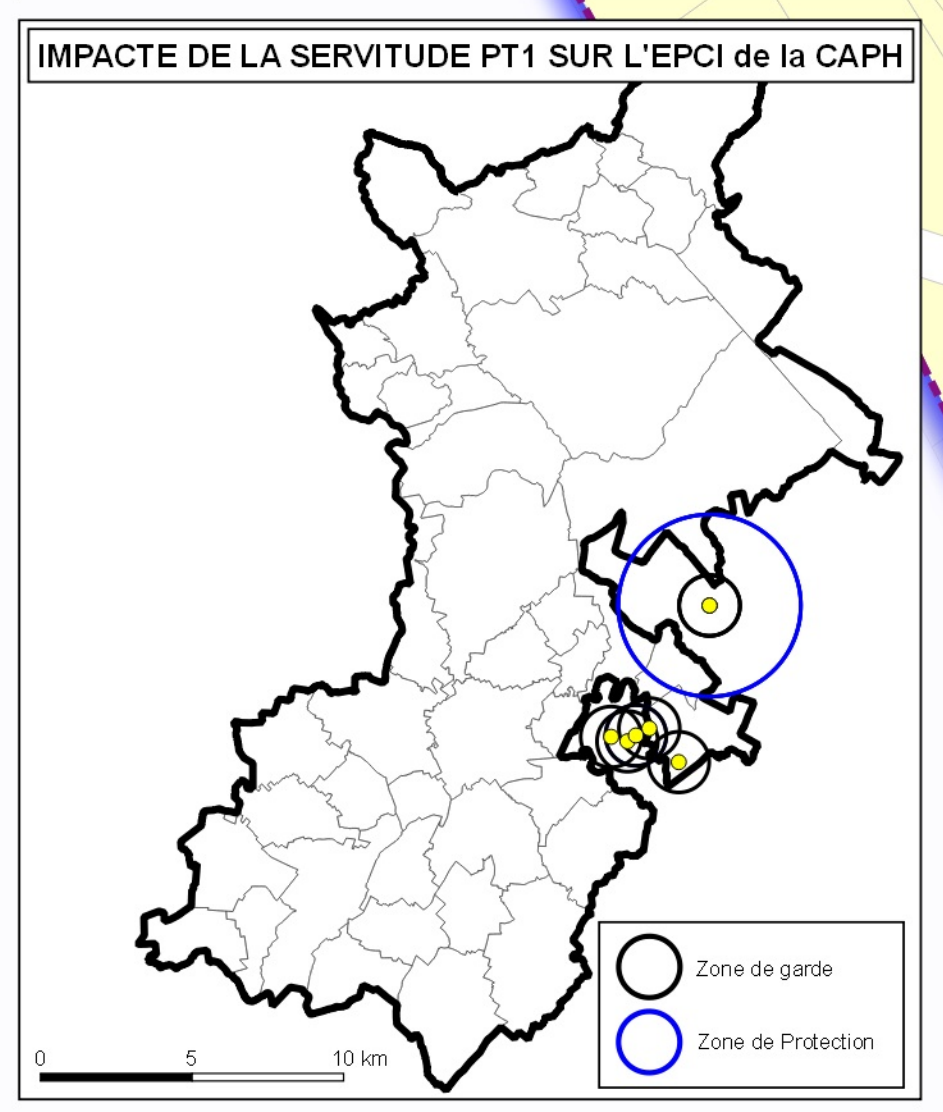 IMPACTE DE LA SERVITUDE PT1 SUR L'EPCI de la CAPH
Zone de garde
Zone de Protection
0 5 10 km